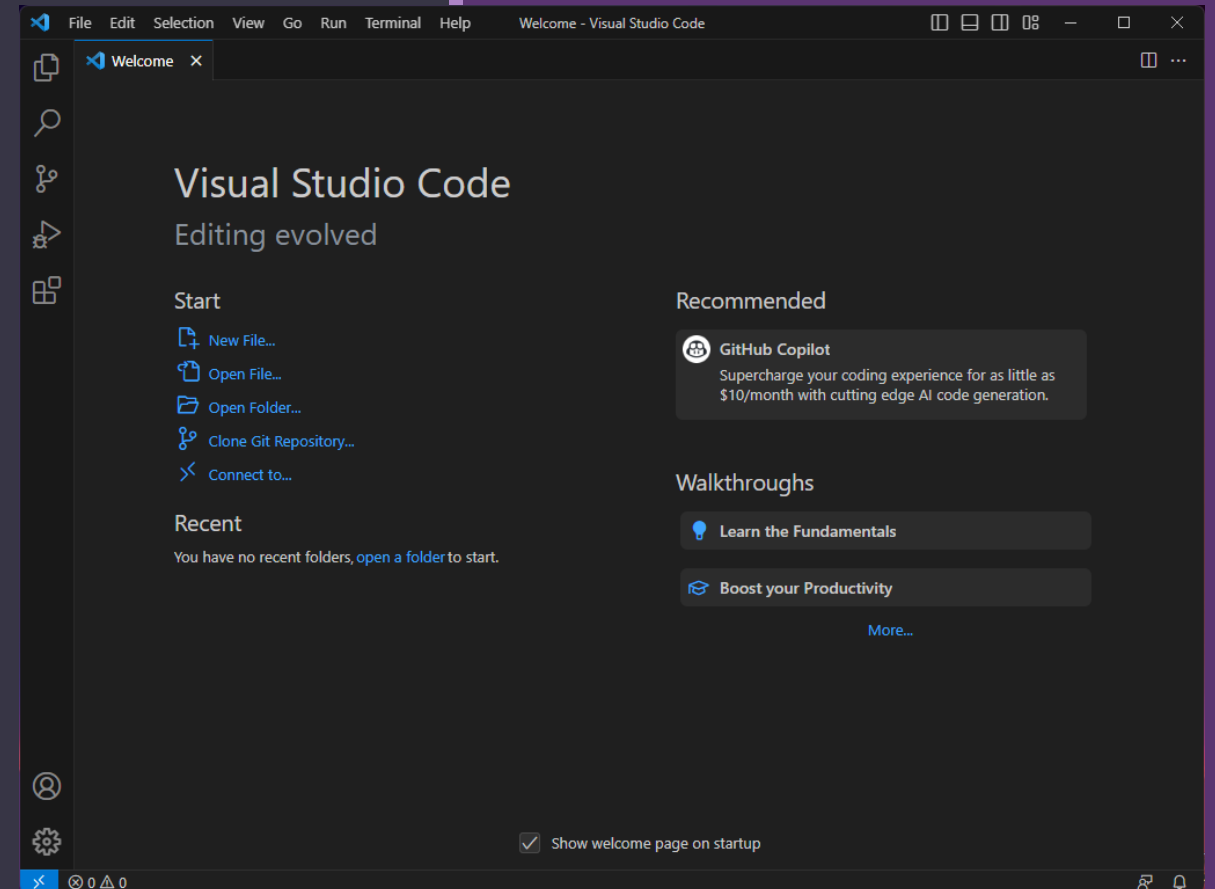 File Edit Selection View Go Run Terminal Help Welcome - Visual Studio Code
Welcome
Visual Studio Code
Editing evolved
Start
New File...
Open File...
Open Folder...
Clone Git Repository...
Connect to...
Recent
You have no recent folders, open a folder to start.
Recommended
GitHub Copilot
Supercharge your coding experience for as little as
$10/month with cutting edge AI code generation.
Walkthroughs
Learn the Fundamentals
Boost your Productivity
More...
Show welcome page on startup
0 0